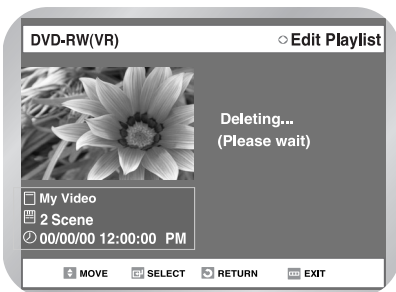 DVD-RW(VR) Edit Playlist
Deleting...
(Please wait)
My Video
2 Scene
00/00/00 12:00:00 PM
MOVE SELECT RETURN EXIT